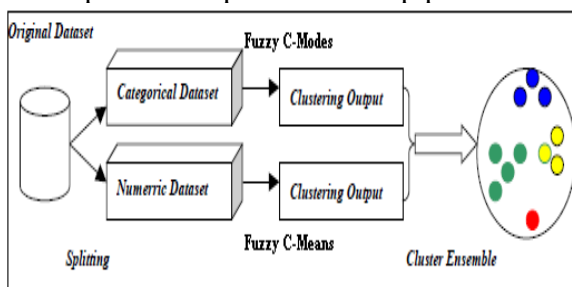 Original Dataset
Fuzzy C-Modes
Categorical Dataset
Clustering Output
Numerric Dataset
Clustering Output
Fuzzy C-Means
Splitting
Cluster Ensemble